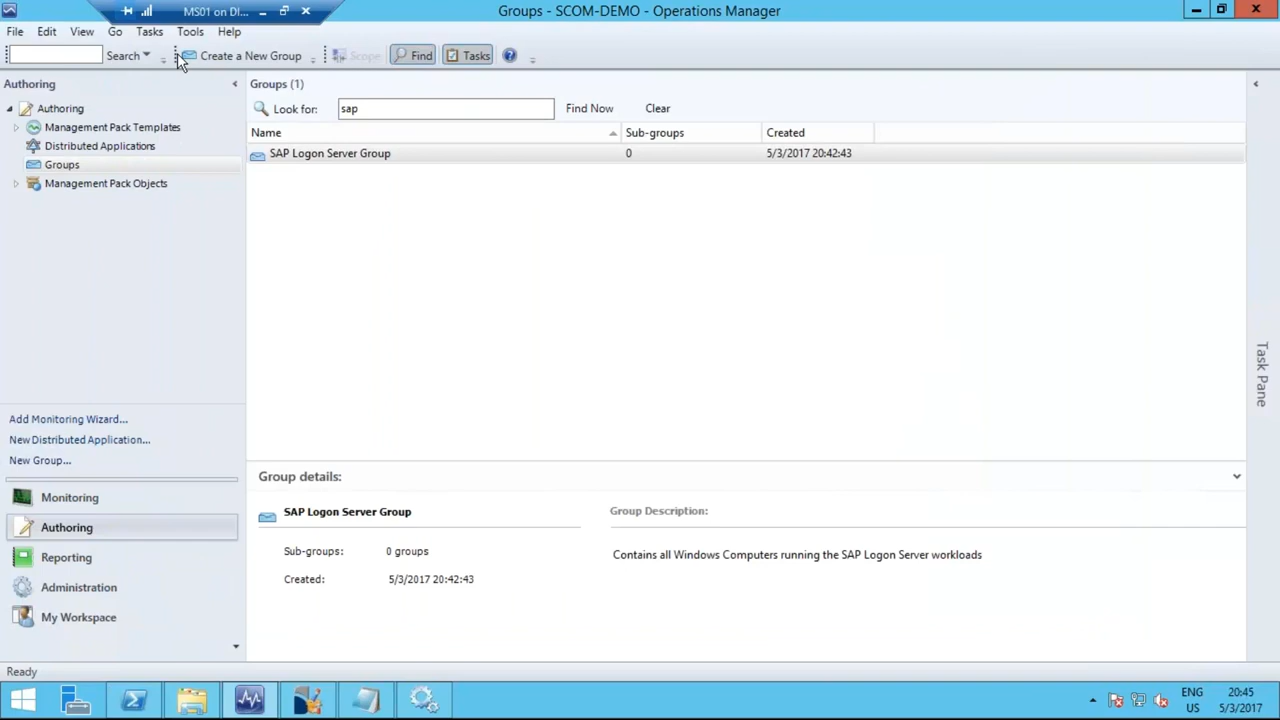 MS01 on DI...
Groups - SCOM-DEMO - Operations Manager
File Edit View Go Tasks Tools Help
Search Create a New Group Scope Find Tasks
Authoring
Authoring
Management Pack Templates
Distributed Applications
Groups
Management Pack Objects
Add Monitoring Wizard...
New Distributed Application...
New Group...
Monitoring
Authoring
Reporting
Administration
My Workspace
Groups (1)
Look for: sap Find Now Clear
Name Sub-groups Created
SAP Logon Server Group 0 5/3/2017 20:42:43
Group details:
SAP Logon Server Group
Sub-groups: 0 groups
Created: 5/3/2017 20:42:43
Group Description:
Contains all Windows Computers running the SAP Logon Server workloads
Task Pane
Ready
ENG
US
20:45
5/3/2017